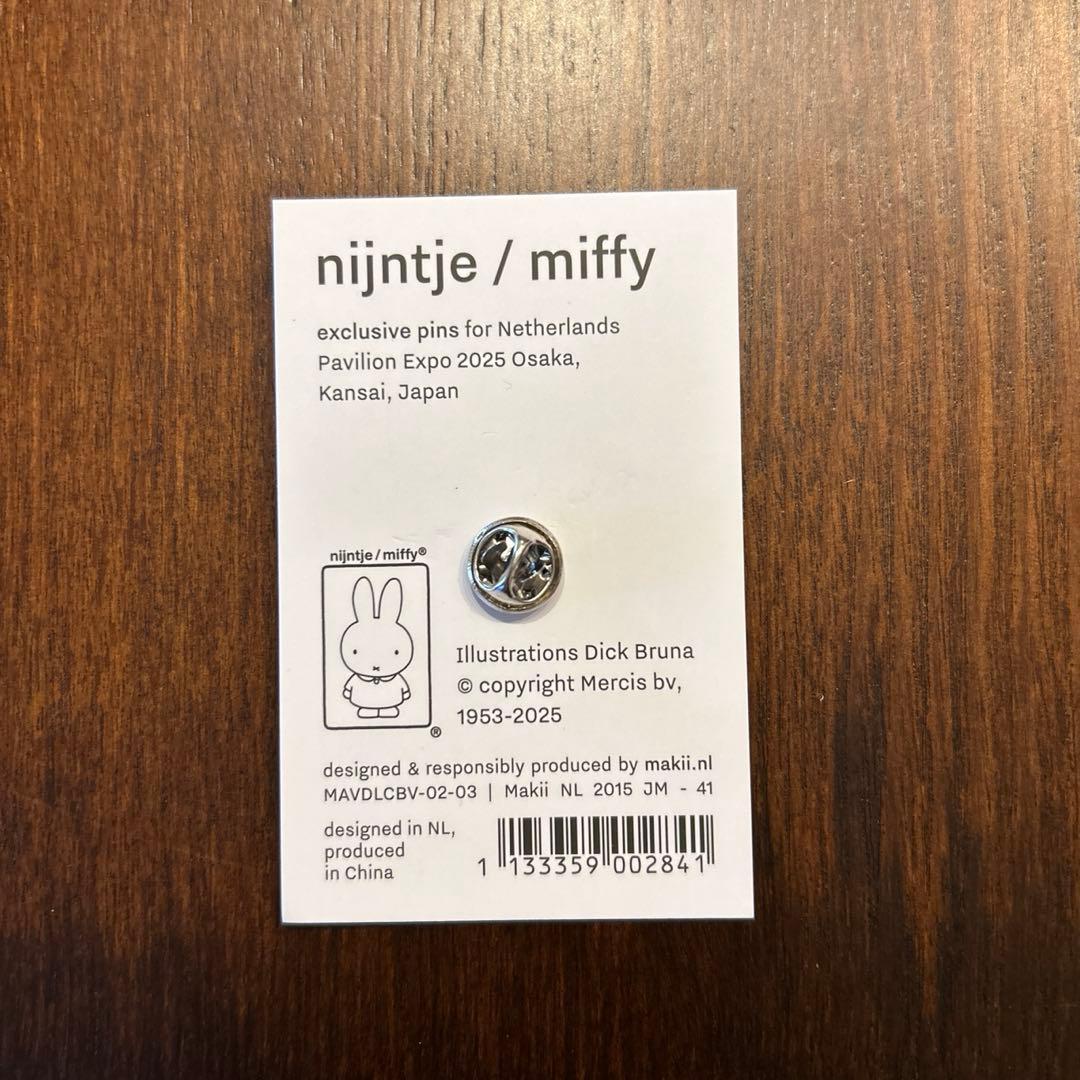 nijntje / miffy
exclusive pins for Netherlands
Pavilion Expo 2025 Osaka,
Kansai, Japan
nijntje / miffy®
®
Illustrations Dick Bruna
© copyright Mercis bv,
1953-2025
designed & responsibly produced by makii.nl
MAVDLCBV-02-03 | Makii NL 2015 JM - 41
designed in NL,
produced
in China
1 133359 002841